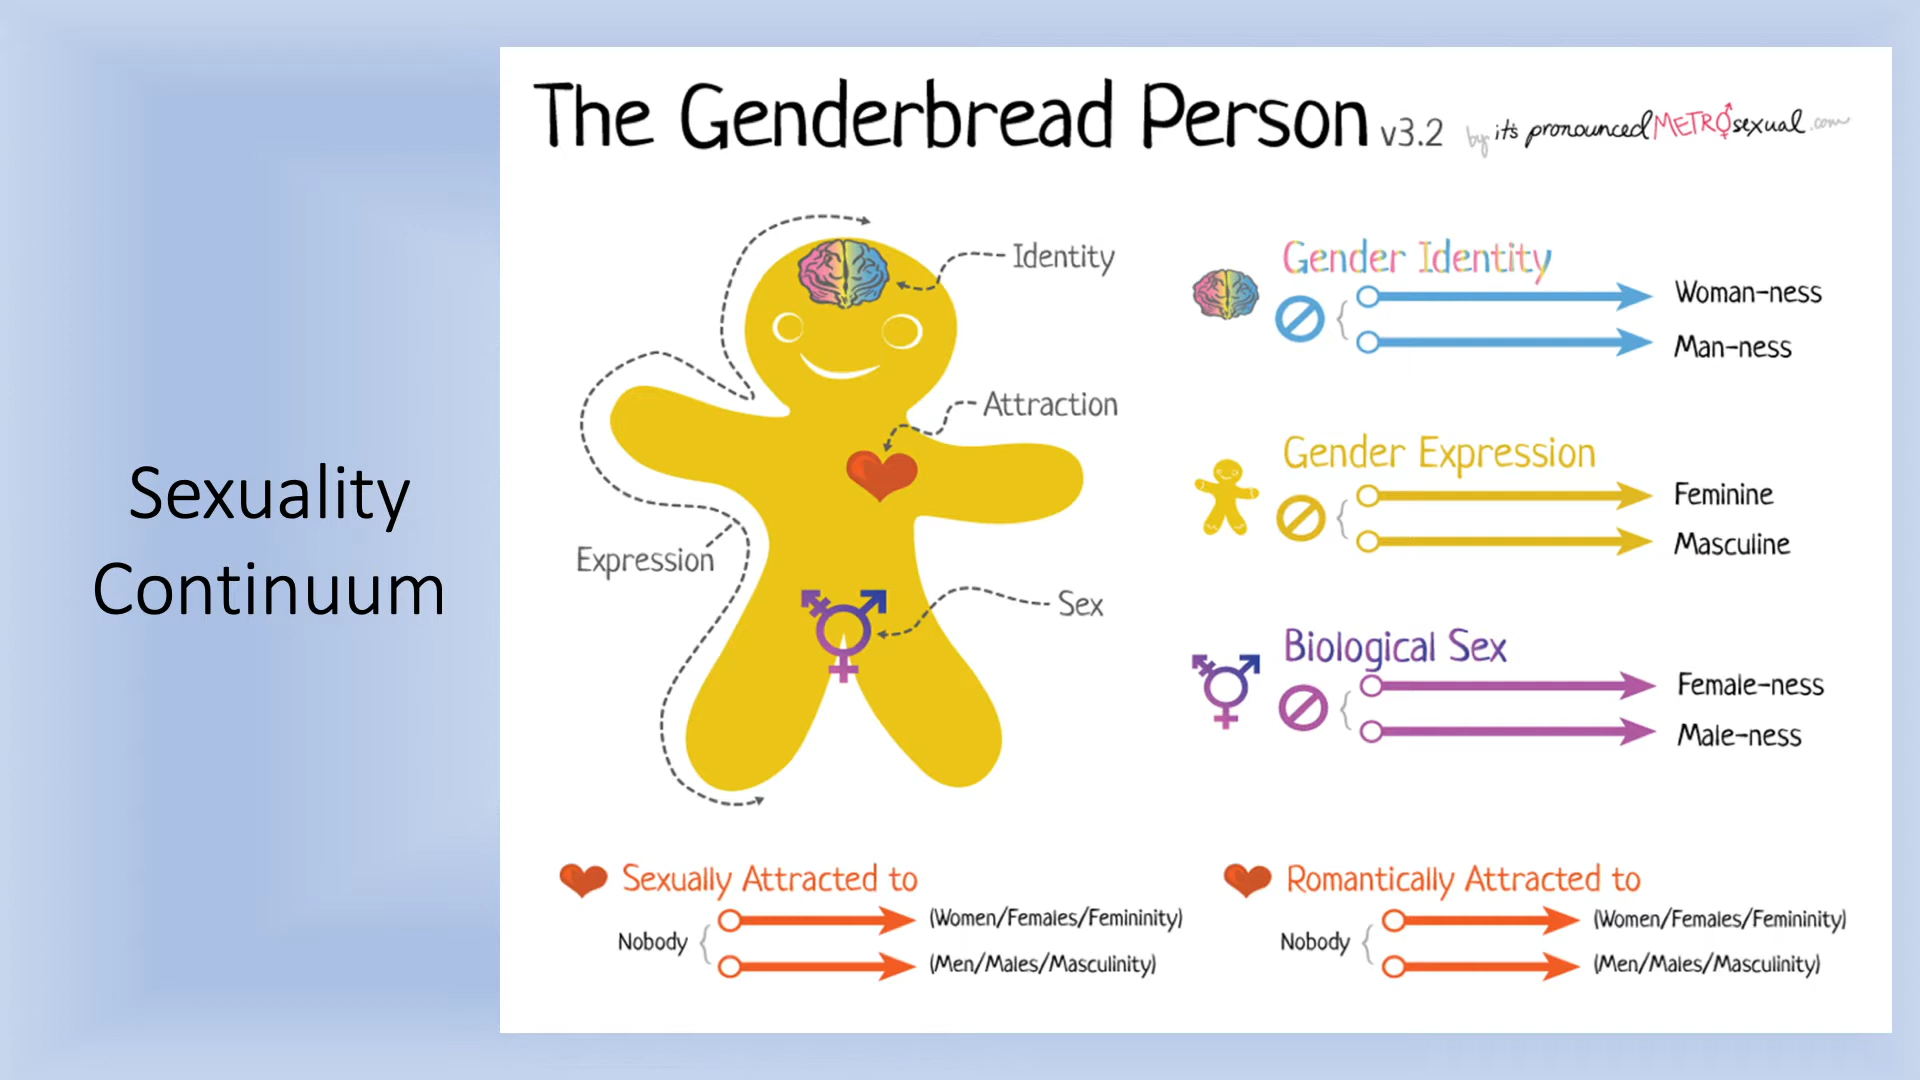 Sexuality
Continuum
The Genderbread Person v3.2 by it's pronounced METROsexual.com
Identity
Attraction
Expression
Sex
Gender Identity
Woman-ness
Man-ness
Gender Expression
Feminine
Masculine
Biological Sex
Female-ness
Male-ness
Sexually Attracted to
Nobody
(Women/Females/Femininity)
(Men/Males/Masculinity)
Romantically Attracted to
Nobody
(Women/Females/Femininity)
(Men/Males/Masculinity)